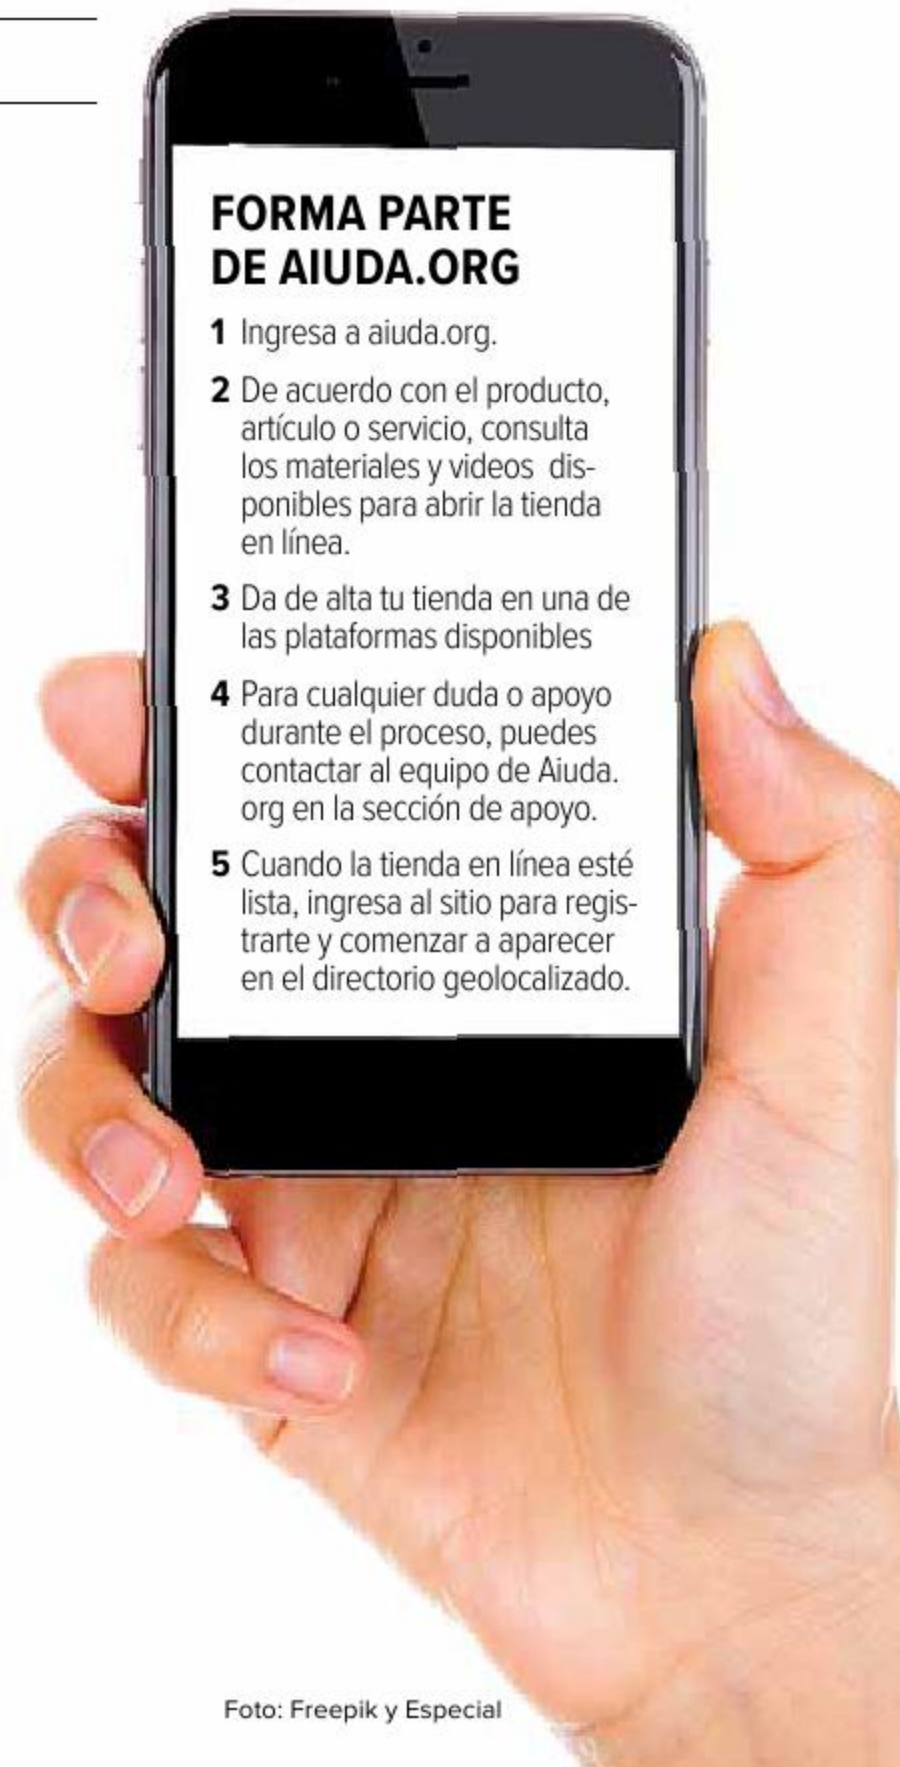 FORMA PARTE
DE AIUDA.ORG
1 Ingresa a aiuda.org.
2 De acuerdo con el producto,
artículo o servicio, consulta
los materiales y videos dis-
ponibles para abrir la tienda
en línea.
3 Da de alta tu tienda en una de
las plataformas disponibles
4 Para cualquier duda o apoyo
durante el proceso, puedes
contactar al equipo de Aiuda.
org en la sección de apoyo.
5 Cuando la tienda en línea esté
lista, ingresa al sitio para regis-
trarte y comenzar a aparecer
en el directorio geolocalizado.
Foto: Freepik y Especial